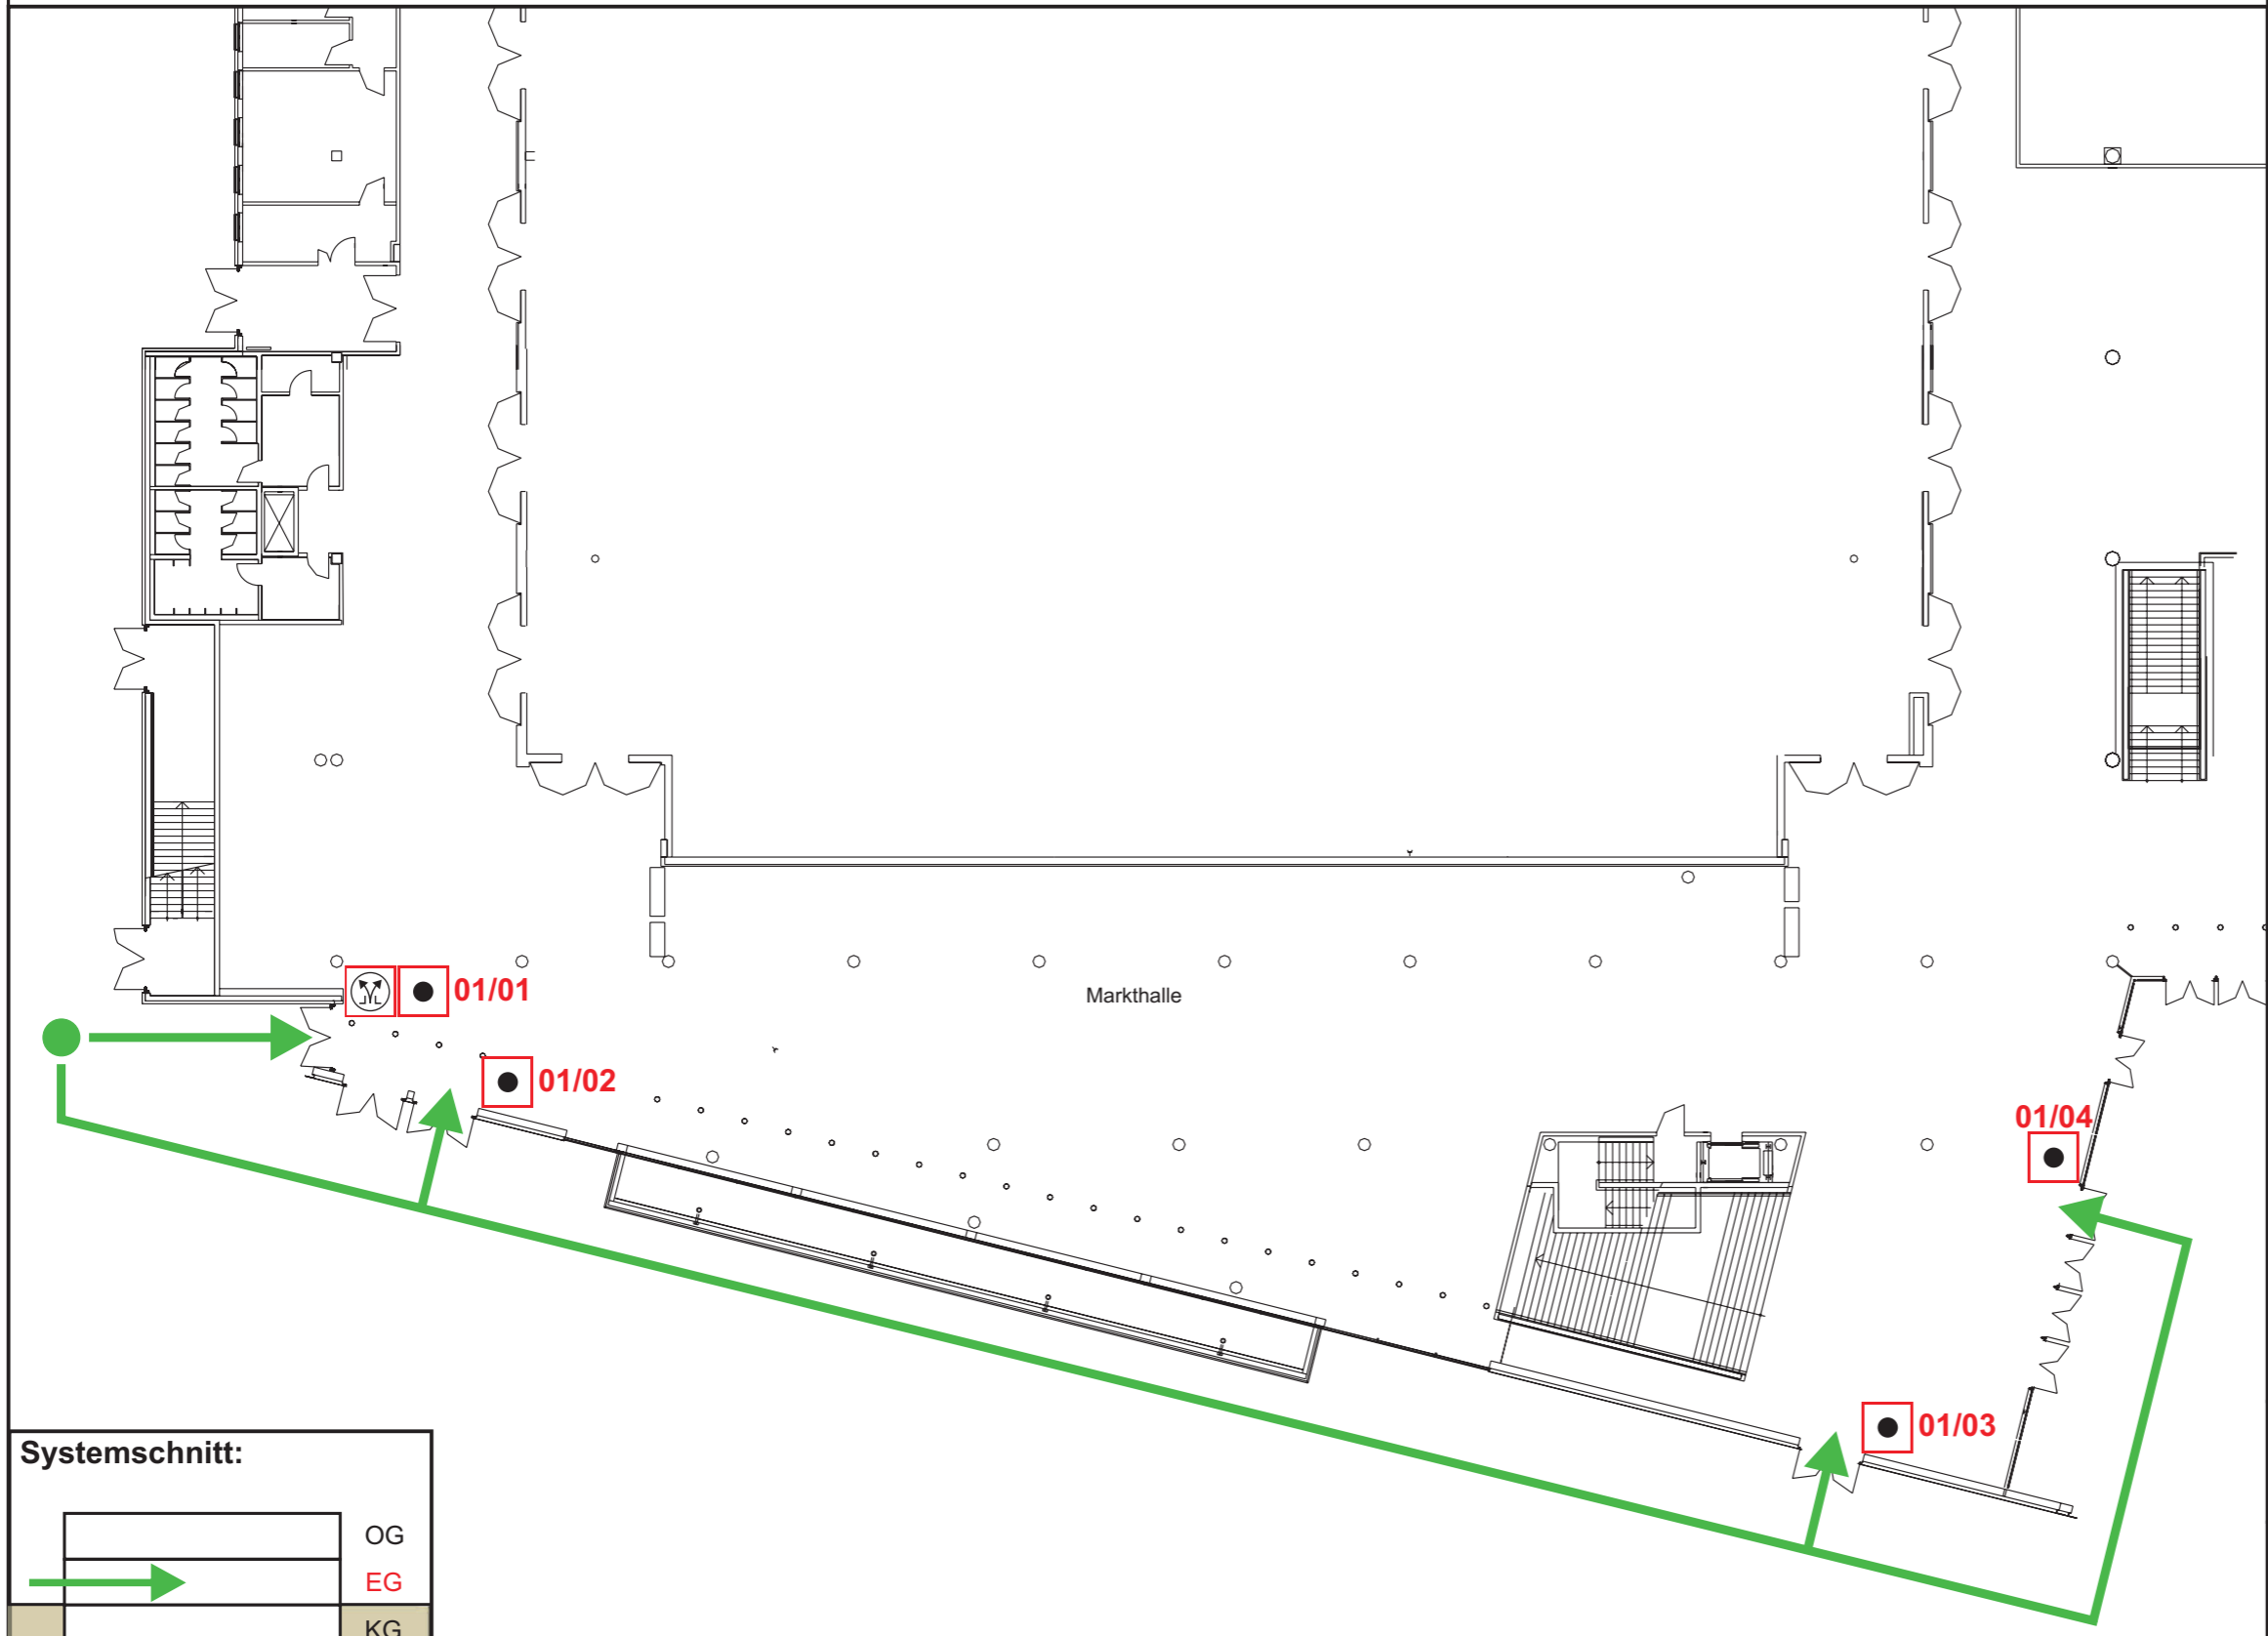 01/01
Markthalle
01/02
01/04
01/03
Systemschnitt:
OG
EG
KG